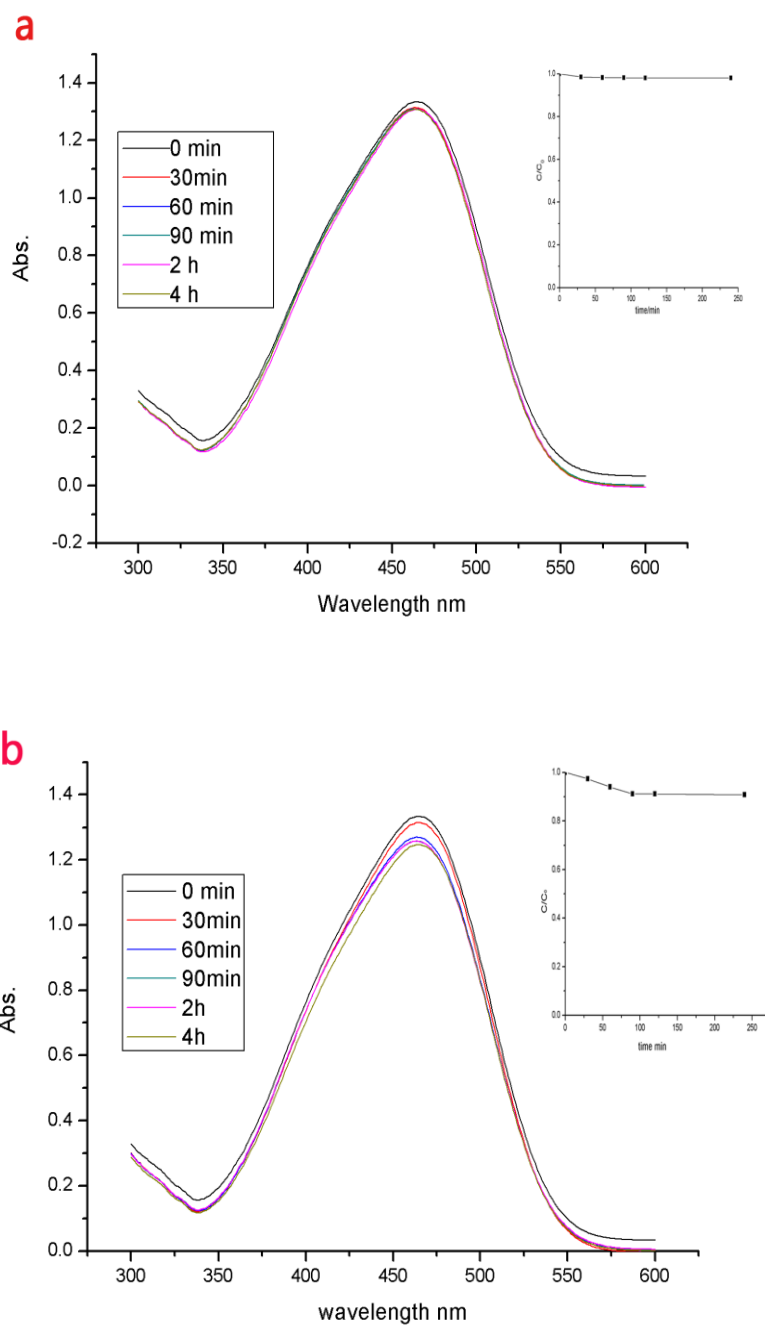 a
1.4
1.2
1.0
0.8
0.6
0.4
0.2
0.0
-0.2
Abs.
0 min
30min
60 min
90 min
2 h
4 h
300 350 400 450 500 550 600
Wavelength nm
1.0
0.8
0.6
0.4
0.2
0.0
C/C₀
0 50 100 150 200 250
time/min
b
1.4
1.2
1.0
0.8
0.6
0.4
0.2
0.0
Abs.
0 min
30min
60min
90min
2h
4h
300 350 400 450 500 550 600
wavelength nm
1.0
0.8
0.6
0.4
0.2
0.0
C/C₀
0 50 100 150 200 250
time min